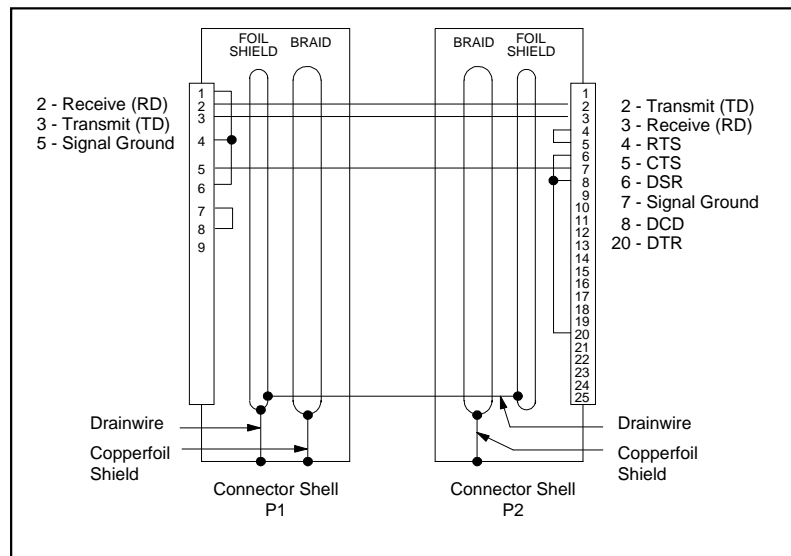 FOIL
SHIELD
BRAID
BRAID
FOIL
SHIELD
2 - Receive (RD)
3 - Transmit (TD)
5 - Signal Ground
1
2
3
4
5
6
7
8
9
1
2
3
4
5
6
7
8
9
10
11
12
13
14
15
16
17
18
19
20
21
22
23
24
25
2 - Transmit (TD)
3 - Receive (RD)
4 - RTS
5 - CTS
6 - DSR
7 - Signal Ground
8 - DCD
20 - DTR
Drainwire
Copperfoil
Shield
Drainwire
Copperfoil
Shield
Connector Shell
P1
Connector Shell
P2